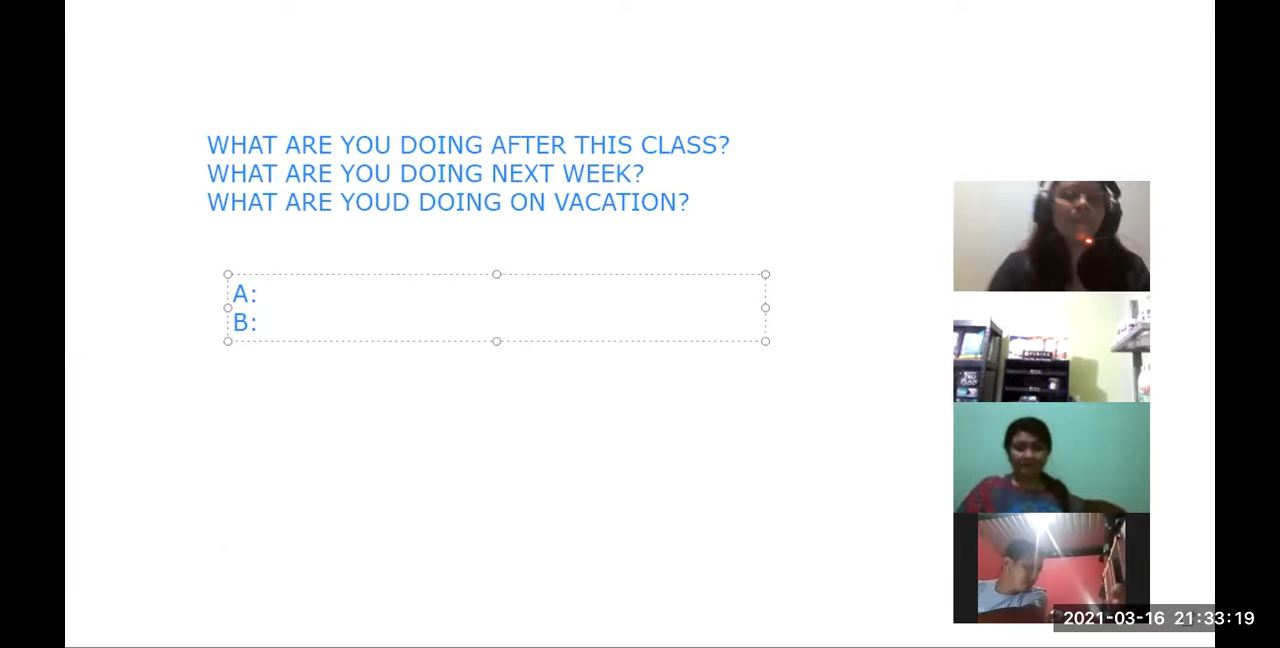 WHAT ARE YOU DOING AFTER THIS CLASS?
WHAT ARE YOU DOING NEXT WEEK?
WHAT ARE YOUD DOING ON VACATION?
A:
B:
PURINA
2021-03-16 21:33:19